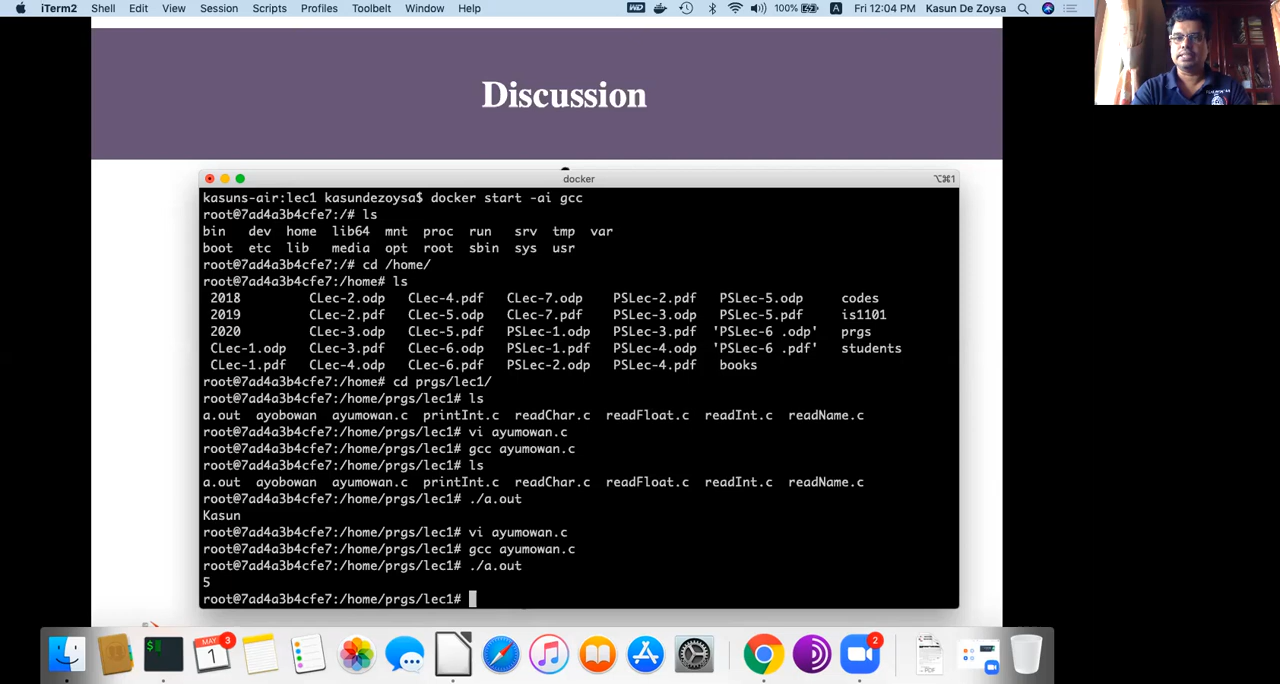 iTerm2 Shell Edit View Session Scripts Profiles Toolbelt Window Help WD 100% A Fri 12:04 PM Kasun De Zoysa
Discussion
docker ⌥⌘1
kasuns-air:lec1 kasundezoysa$ docker start -ai gcc
root@7ad4a3b4cfe7:/# ls
bin dev home lib64 mnt proc run srv tmp var
boot etc lib media opt root sbin sys usr
root@7ad4a3b4cfe7:/# cd /home/
root@7ad4a3b4cfe7:/home# ls
2018 CLec-2.odp CLec-4.pdf CLec-7.odp PSLec-2.pdf PSLec-5.odp codes
2019 CLec-2.pdf CLec-5.odp CLec-7.pdf PSLec-3.odp PSLec-5.pdf is1101
2020 CLec-3.odp CLec-5.pdf PSLec-1.odp PSLec-3.pdf 'PSLec-6 .odp' prgs
CLec-1.odp CLec-3.pdf CLec-6.odp PSLec-1.pdf PSLec-4.odp 'PSLec-6 .pdf' students
CLec-1.pdf CLec-4.odp CLec-6.pdf PSLec-2.odp PSLec-4.pdf books
root@7ad4a3b4cfe7:/home# cd prgs/lec1/
root@7ad4a3b4cfe7:/home/prgs/lec1# ls
a.out ayobowan ayumowan.c printInt.c readChar.c readFloat.c readInt.c readName.c
root@7ad4a3b4cfe7:/home/prgs/lec1# vi ayumowan.c
root@7ad4a3b4cfe7:/home/prgs/lec1# gcc ayumowan.c
root@7ad4a3b4cfe7:/home/prgs/lec1# ls
a.out ayobowan ayumowan.c printInt.c readChar.c readFloat.c readInt.c readName.c
root@7ad4a3b4cfe7:/home/prgs/lec1# ./a.out
Kasun
root@7ad4a3b4cfe7:/home/prgs/lec1# vi ayumowan.c
root@7ad4a3b4cfe7:/home/prgs/lec1# gcc ayumowan.c
root@7ad4a3b4cfe7:/home/prgs/lec1# ./a.out
5
root@7ad4a3b4cfe7:/home/prgs/lec1#
MAY 3 2
1